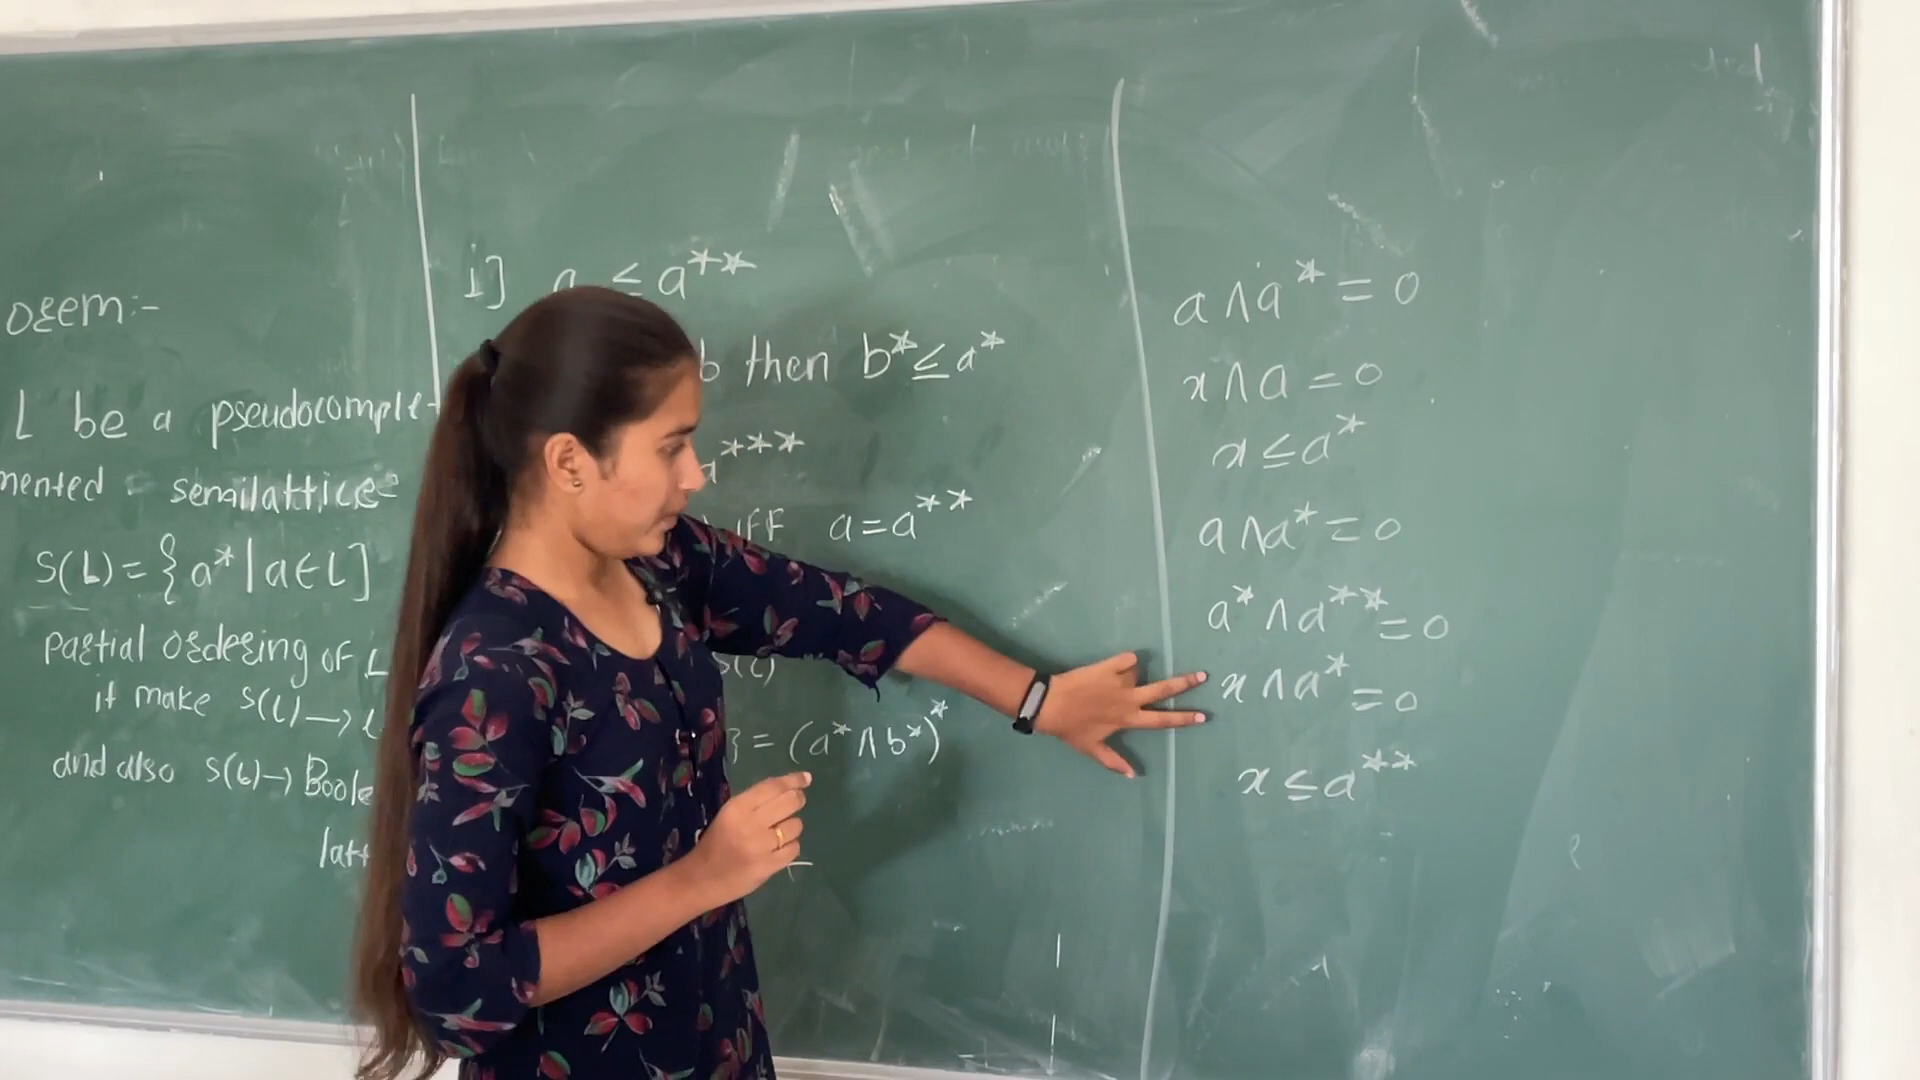 orem:-
L be a pseudocomple-
mented semilattice
S(L) = { a* | a ∈ L ]
partial ordering of L
it make S(L) →
and also S(L) → Boole
latt
i] a ≤ a**
b then b* ≤ a*
a***
iff a = a**
S(L)
} = (a* ∧ b*)*
a ∧ a* = 0
x ∧ a = 0
x ≤ a*
a ∧ a* = 0
a* ∧ a** = 0
x ∧ a* = 0
x ≤ a**